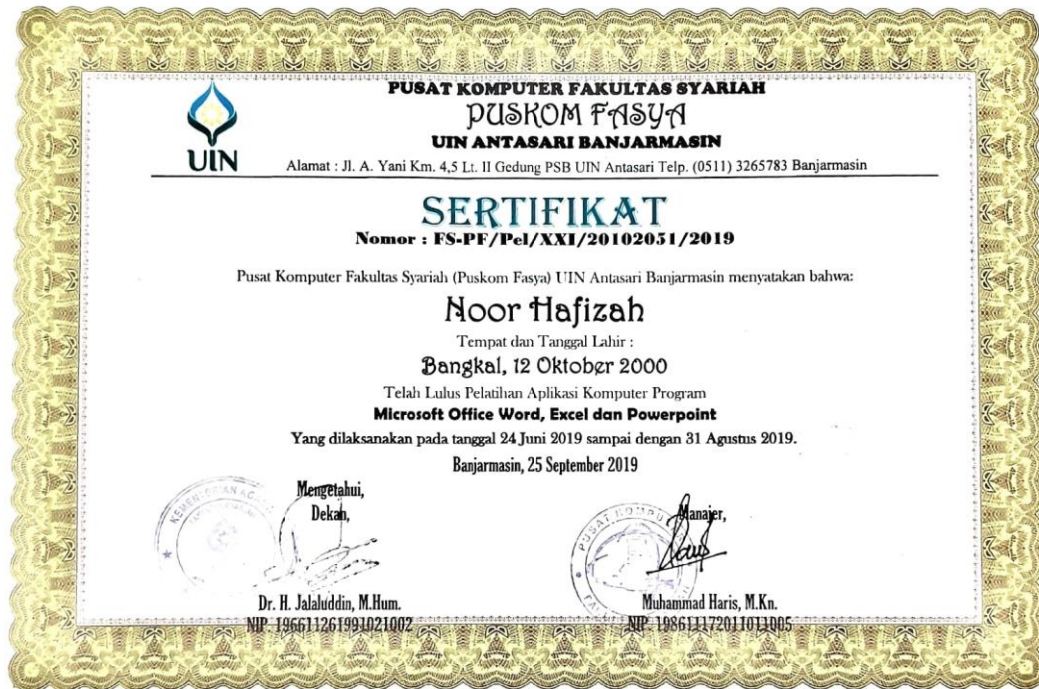 PUSAT KOMPUTER FAKULTAS SYARIAH
PUSKOM FASYA
UIN ANTASARI BANJARMASIN
UIN
Alamat : Jl. A. Yani Km. 4,5 Lt. II Gedung PSB UIN Antasari Telp. (0511) 3265783 Banjarmasin
SERTIFIKAT
Nomor : FS-PF/Pel/XXI/20102051/2019
Pusat Komputer Fakultas Syariah (Puskom Fasya) UIN Antasari Banjarmasin menyatakan bahwa:
Noor Hafizah
Tempat dan Tanggal Lahir :
Bangkal, 12 Oktober 2000
Telah Lulus Pelatihan Aplikasi Komputer Program
Microsoft Office Word, Excel dan Powerpoint
Yang dilaksanakan pada tanggal 24 Juni 2019 sampai dengan 31 Agustus 2019.
Banjarmasin, 25 September 2019
Mengetahui,
Dekan,
KEMENTERIAN
Dr. H. Jalaluddin, M.Hum.
NIP. 196611261991021002
Manajer,
PUSAT KOMPU
Muhammad Haris, M.Kn.
NIP. 198611172011011005